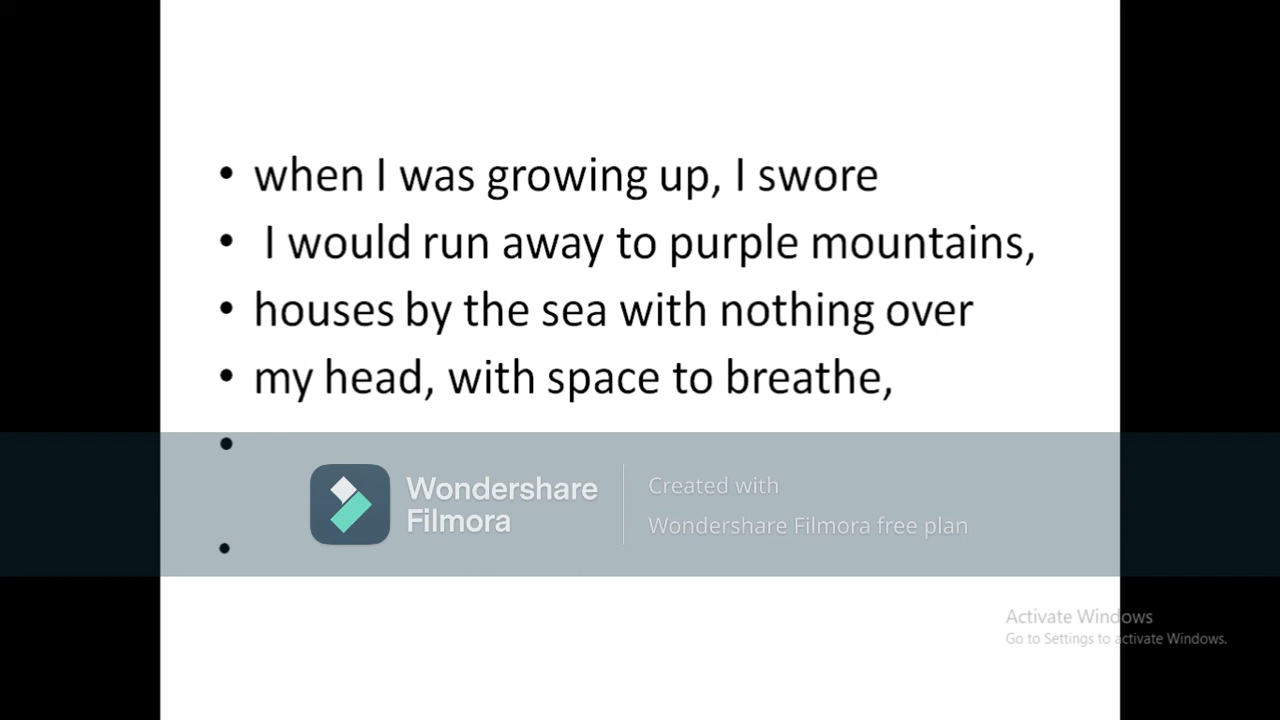 • when I was growing up, I swore
• I would run away to purple mountains,
• houses by the sea with nothing over
• my head, with space to breathe,
•
Wondershare
Filmora
Created with
Wondershare Filmora free plan
•
Activate Windows
Go to Settings to activate Windows.